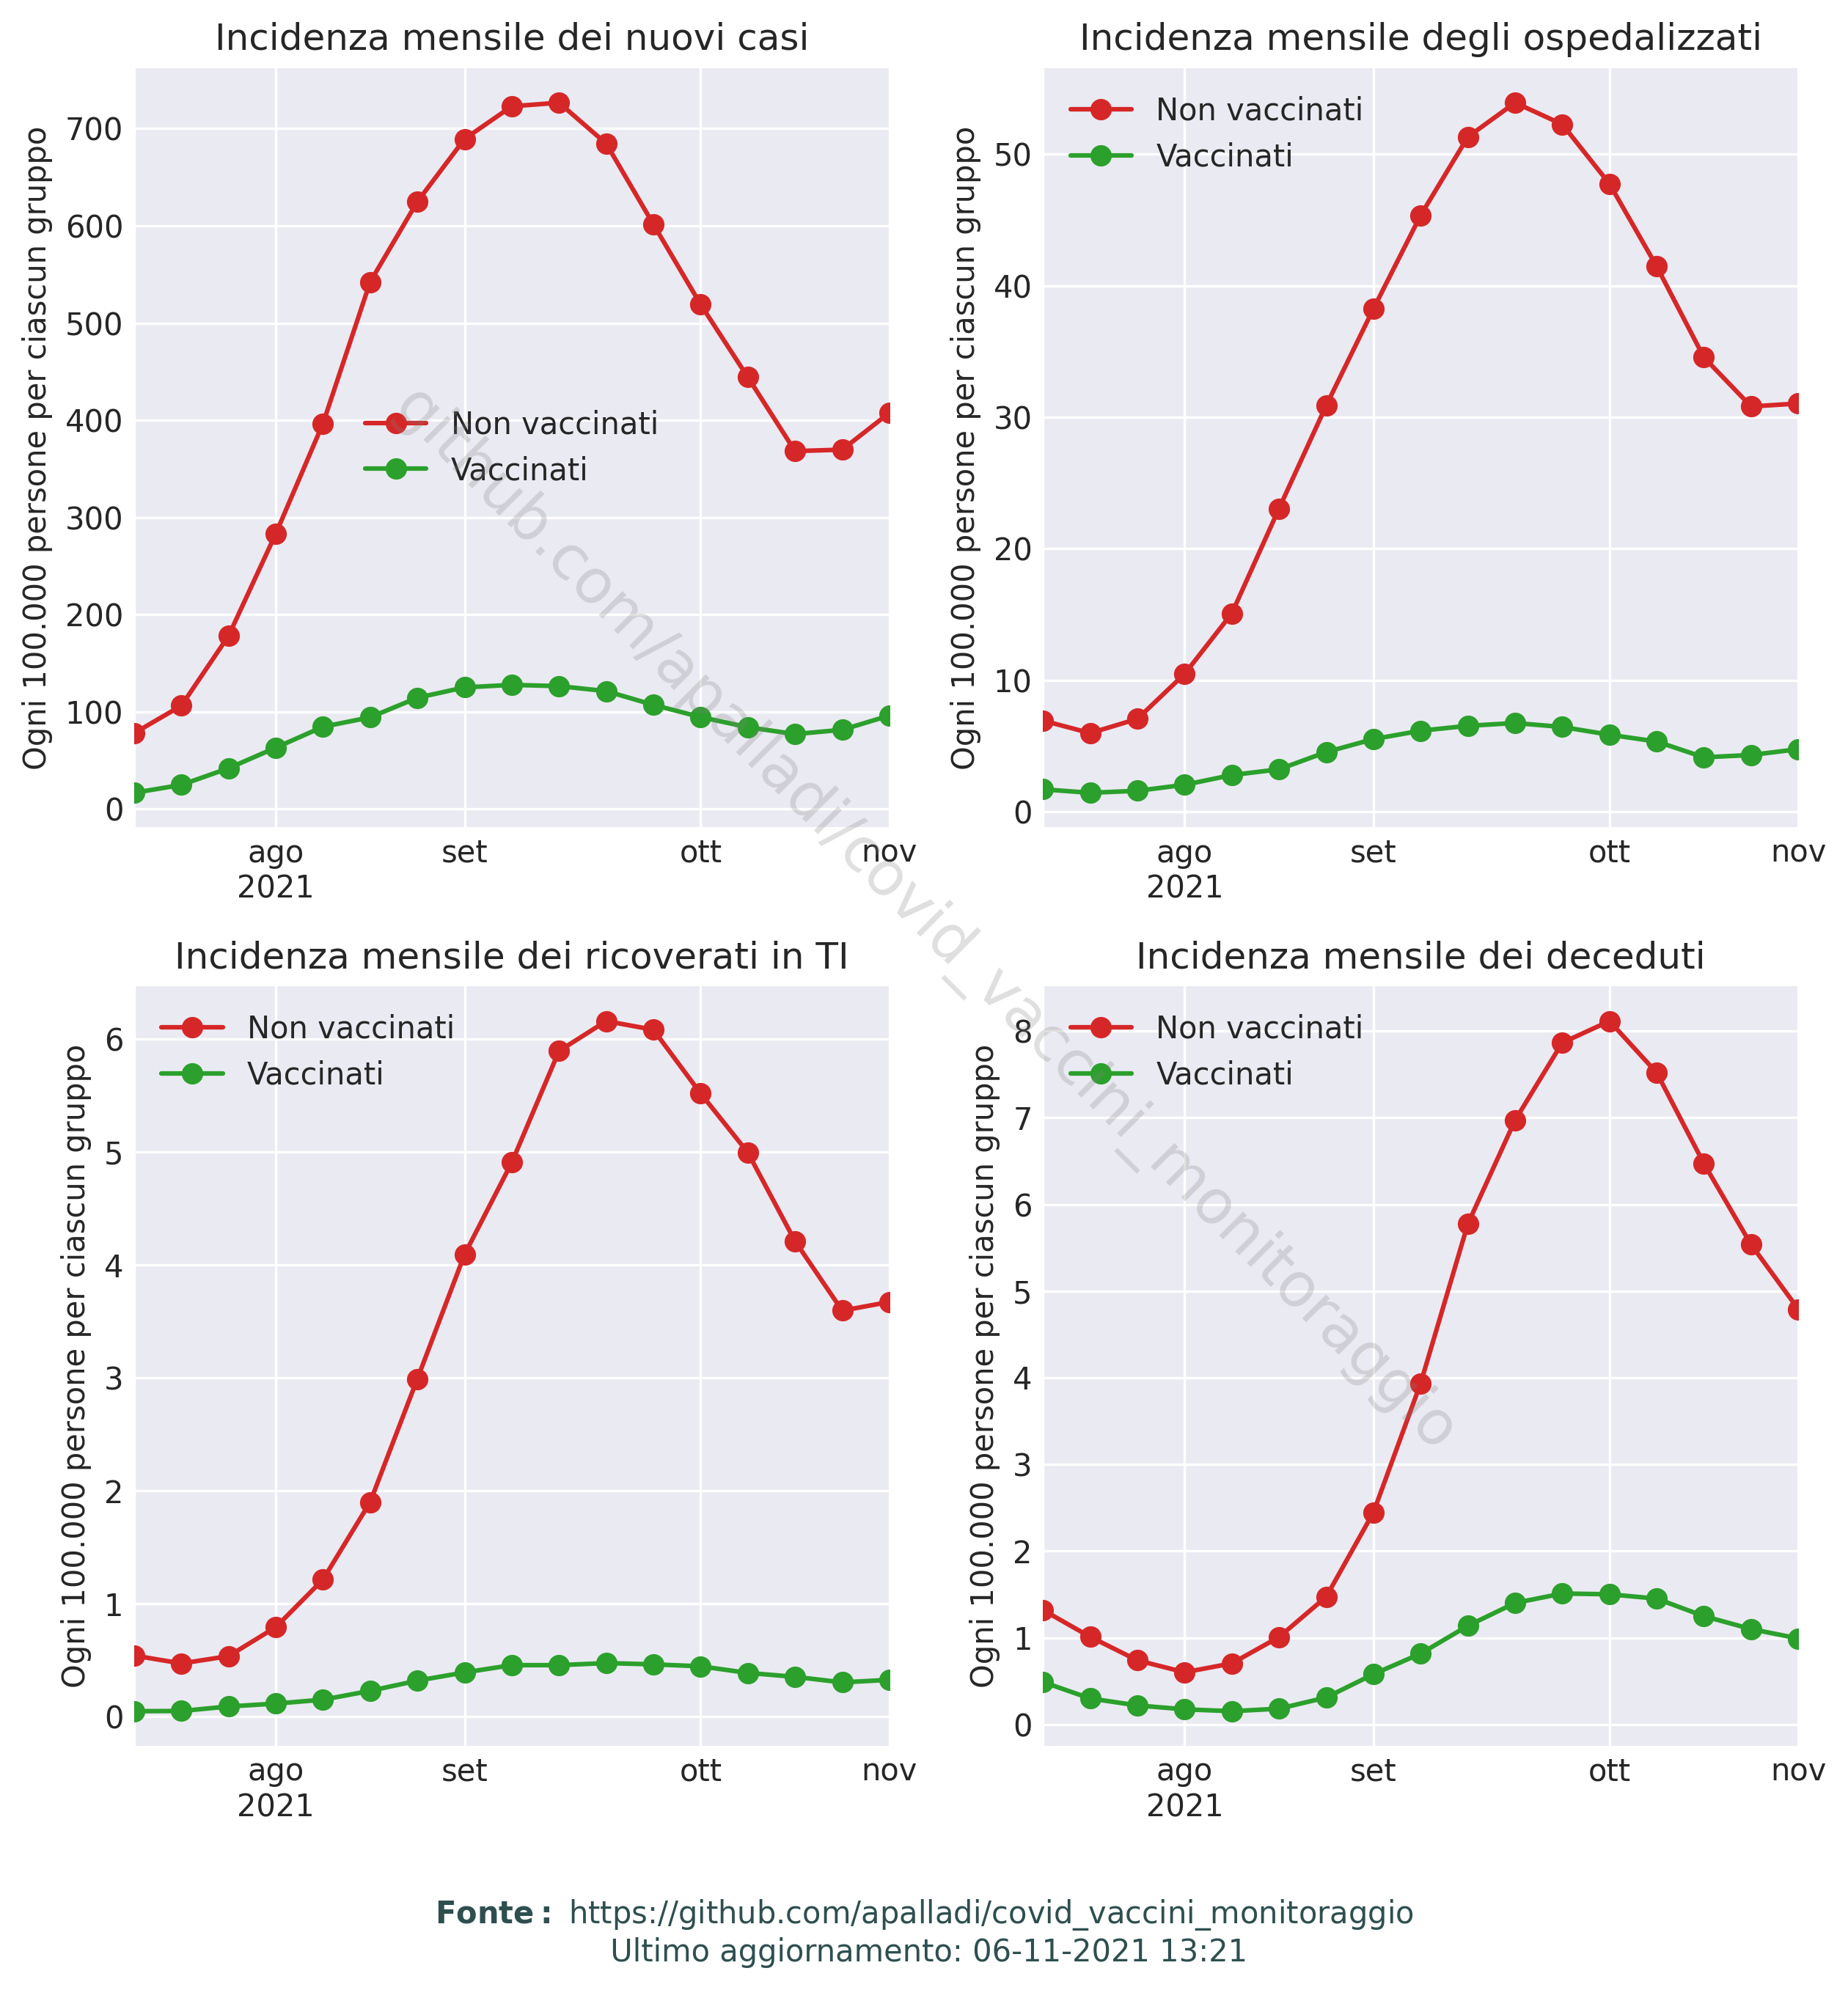 Incidenza mensile dei nuovi casi
Ogni 100.000 persone per ciascun gruppo
700
600
500
400
300
200
100
0
Non vaccinati
Vaccinati
ago
2021
set
ott
nov
Incidenza mensile degli ospedalizzati
Ogni 100.000 persone per ciascun gruppo
50
40
30
20
10
0
Non vaccinati
Vaccinati
ago
2021
set
ott
nov
github.com/apalladi/covid_vaccini_monitoraggio
Incidenza mensile dei ricoverati in TI
Ogni 100.000 persone per ciascun gruppo
6
5
4
3
2
1
0
Non vaccinati
Vaccinati
ago
2021
set
ott
nov
Incidenza mensile dei deceduti
Ogni 100.000 persone per ciascun gruppo
8
7
6
5
4
3
2
1
0
Non vaccinati
Vaccinati
ago
2021
set
ott
nov
Fonte: https://github.com/apalladi/covid_vaccini_monitoraggio
Ultimo aggiornamento: 06-11-2021 13:21